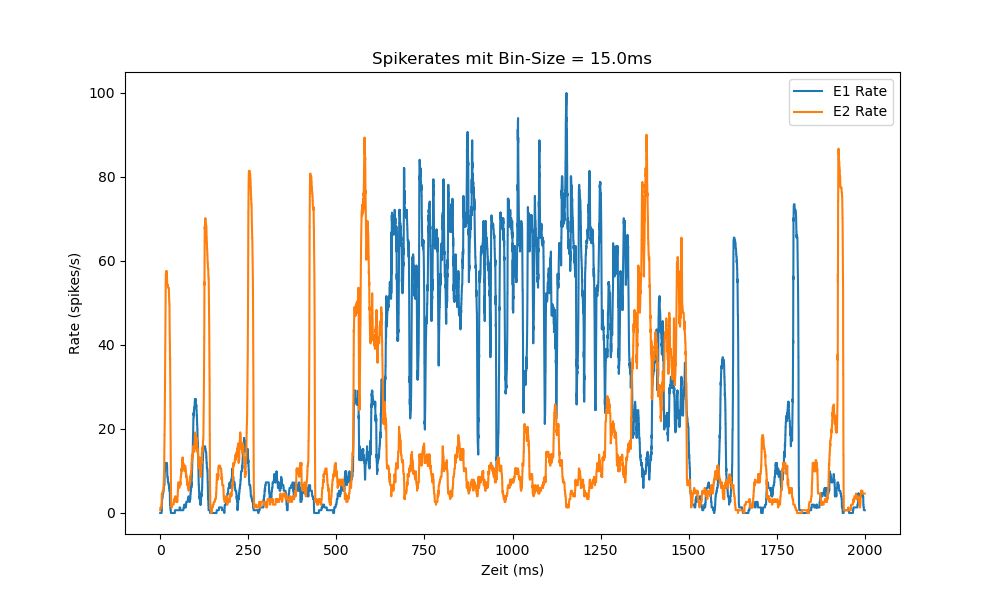 Spikerates mit Bin-Size = 15.0ms
E1 Rate
E2 Rate
100
80
60
40
20
0
Rate (spikes/s)
0 250 500 750 1000 1250 1500 1750 2000
Zeit (ms)